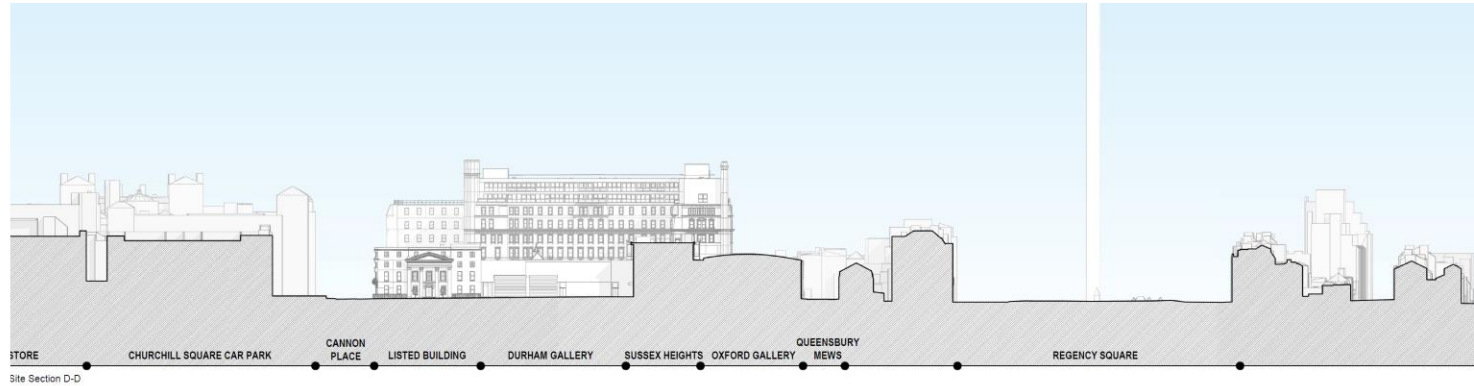 STORE
CHURCHILL SQUARE CAR PARK
CANNON
PLACE
LISTED BUILDING
DURHAM GALLERY
SUSSEX HEIGHTS
OXFORD GALLERY
QUEENSBURY
MEWS
REGENCY SQUARE
Site Section D-D